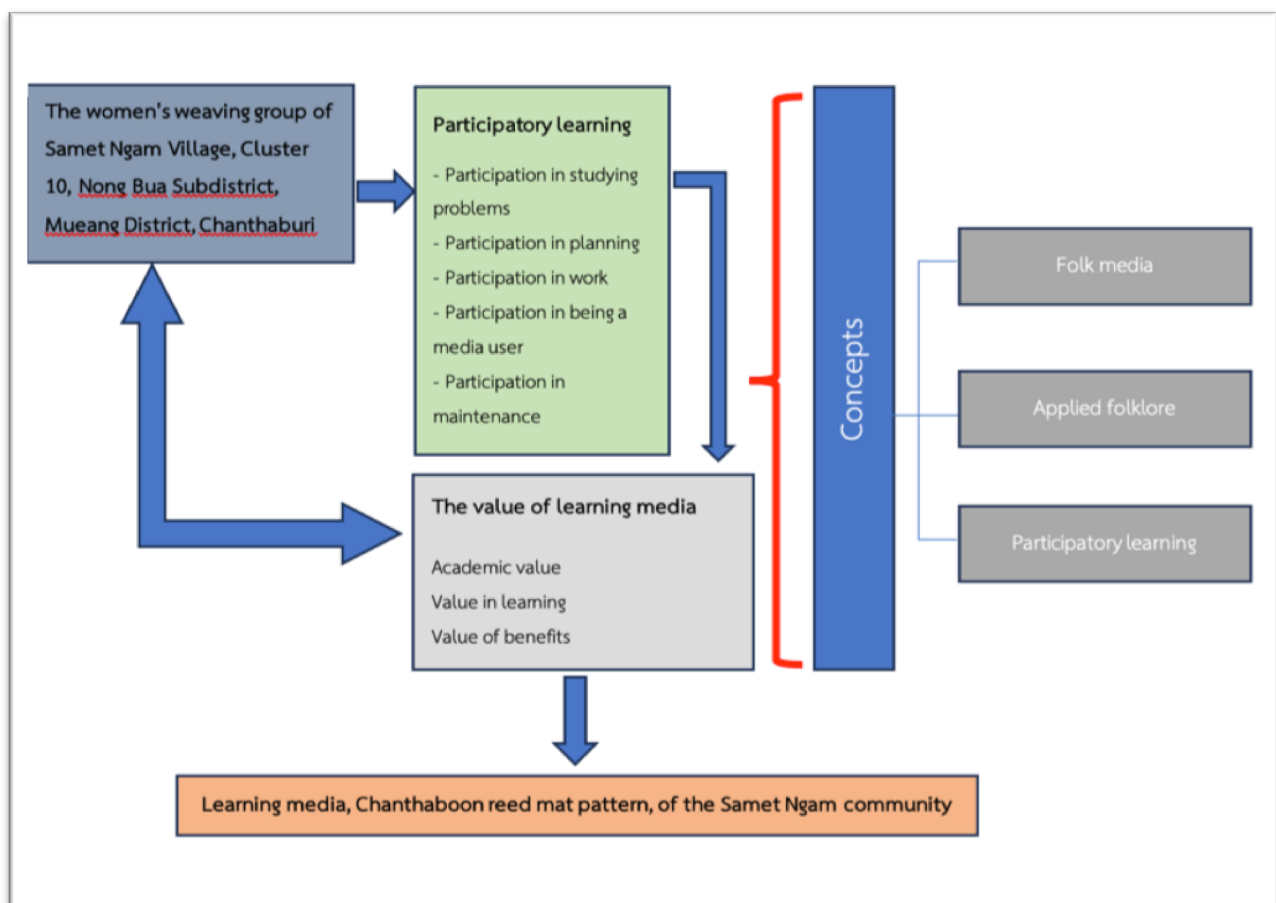 The women's weaving group of
Samet Ngam Village, Cluster
10, Nong Bua Subdistrict,
Mueang District, Chanthaburi
Participatory learning
- Participation in studying
problems
- Participation in planning
- Participation in work
- Participation in being a
media user
- Participation in
maintenance
The value of learning media
Academic value
Value in learning
Value of benefits
Concepts
Folk media
Applied folklore
Participatory learning
Learning media, Chanthaboon reed mat pattern, of the Samet Ngam community